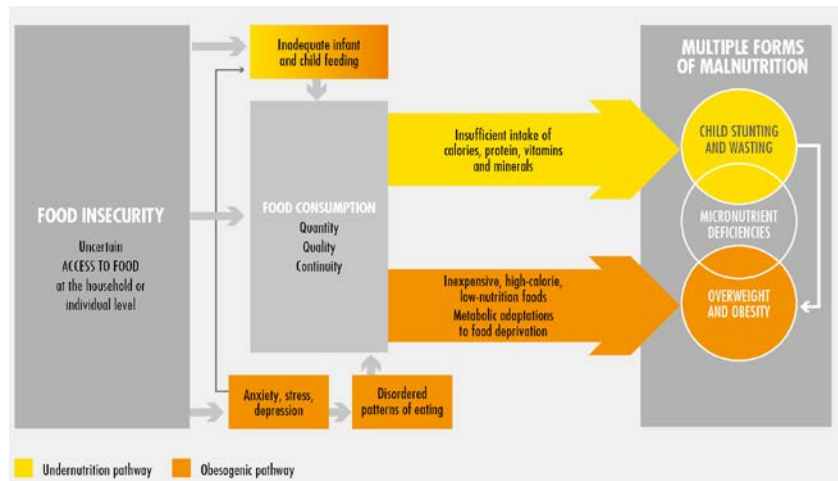 Inadequate infant
and child feeding
MULTIPLE FORMS
OF MALNUTRITION
Insufficient intake of
calories, protein, vitamins
and minerals
CHILD STUNTING
AND WASTING
FOOD INSECURITY
Uncertain
ACCESS TO FOOD
at the household or
individual level
FOOD CONSUMPTION
Quantity
Quality
Continuity
MICRONUTRIENT
DEFICIENCIES
Inexpensive, high-calorie,
low-nutrition foods
Metabolic adaptations
to food deprivation
OVERWEIGHT
AND OBESITY
Anxiety, stress,
depression
Disordered
patterns of eating
Undernutrition pathway
Obesogenic pathway